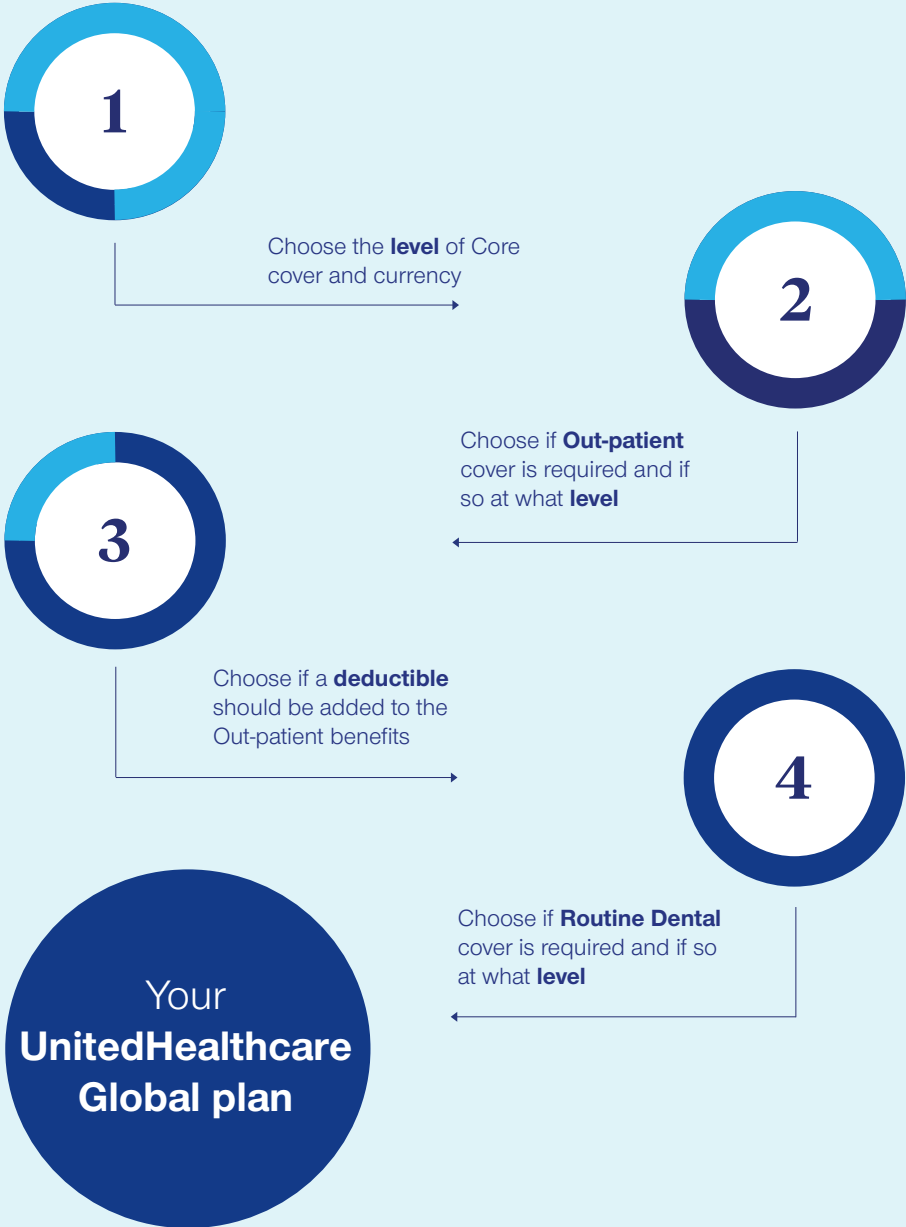 1
Choose the level of Core
cover and currency
2
Choose if Out-patient
cover is required and if
so at what level
3
Choose if a deductible
should be added to the
Out-patient benefits
4
Choose if Routine Dental
cover is required and if so
at what level
Your
UnitedHealthcare
Global plan